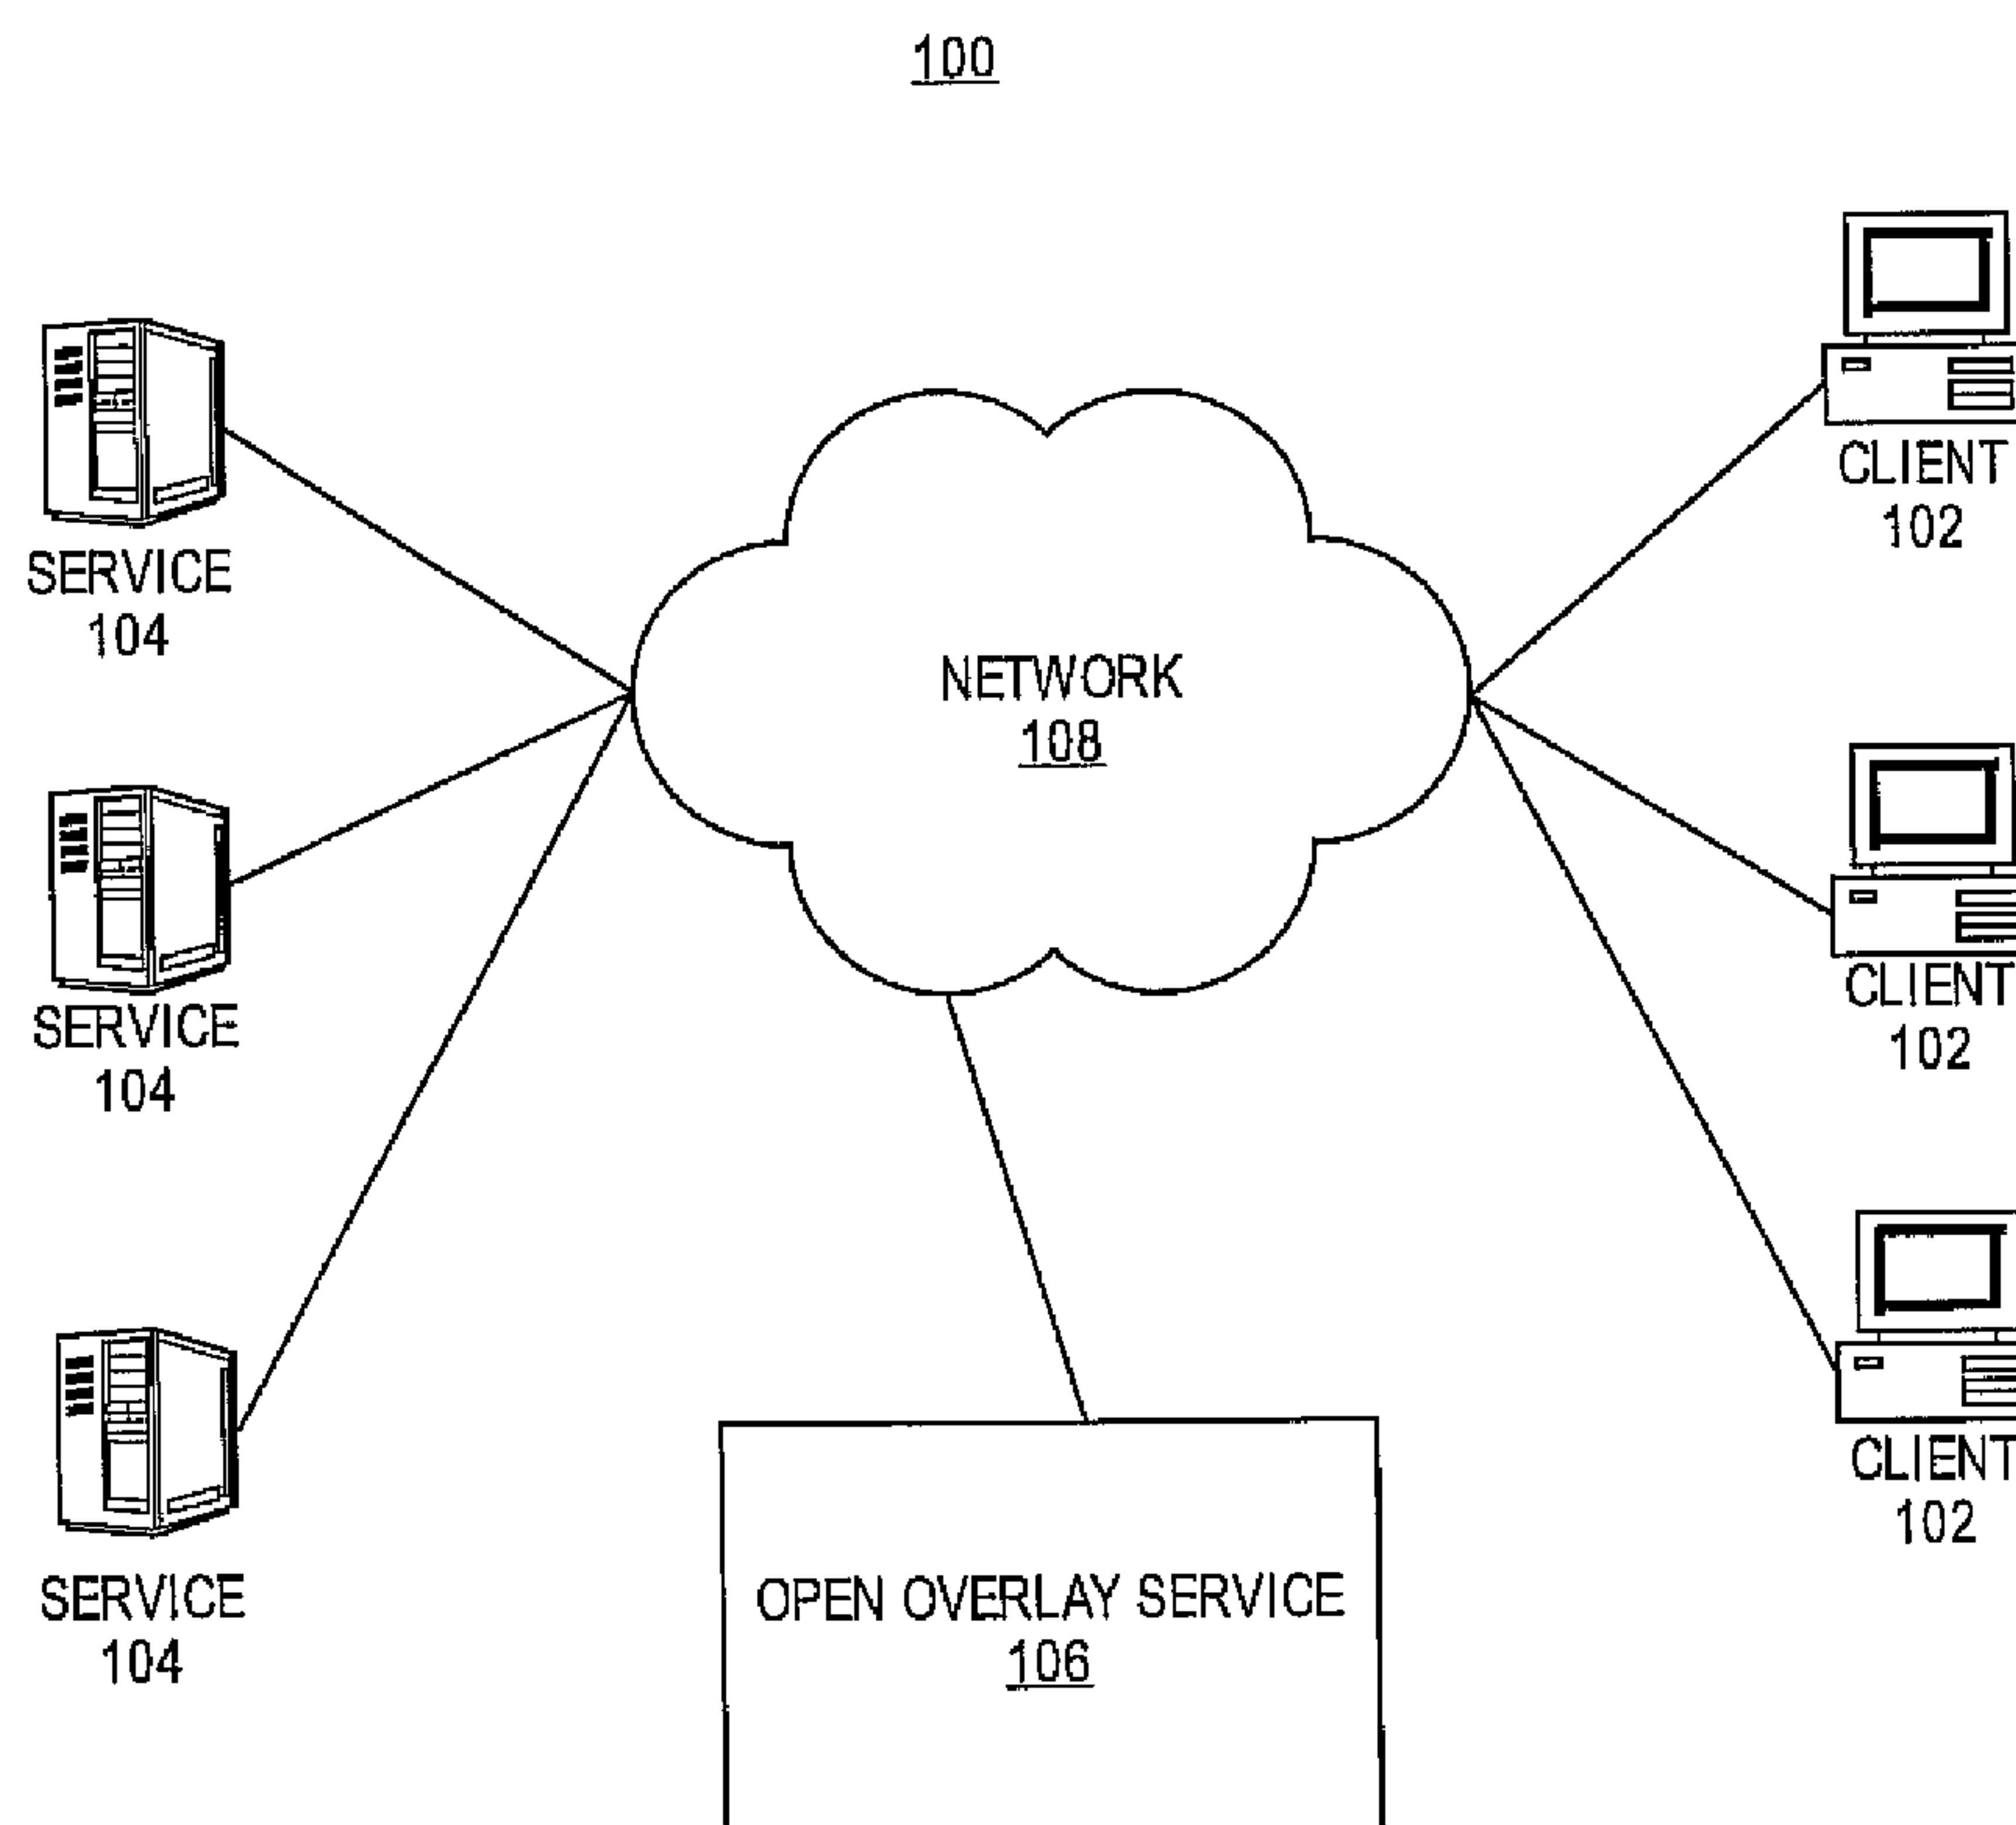 100
SERVICE
104
SERVICE
104
SERVICE
104
NETWORK
108
OPEN OVERLAY SERVICE
106
CLIENT
102
CLIENT
102
CLIENT
102